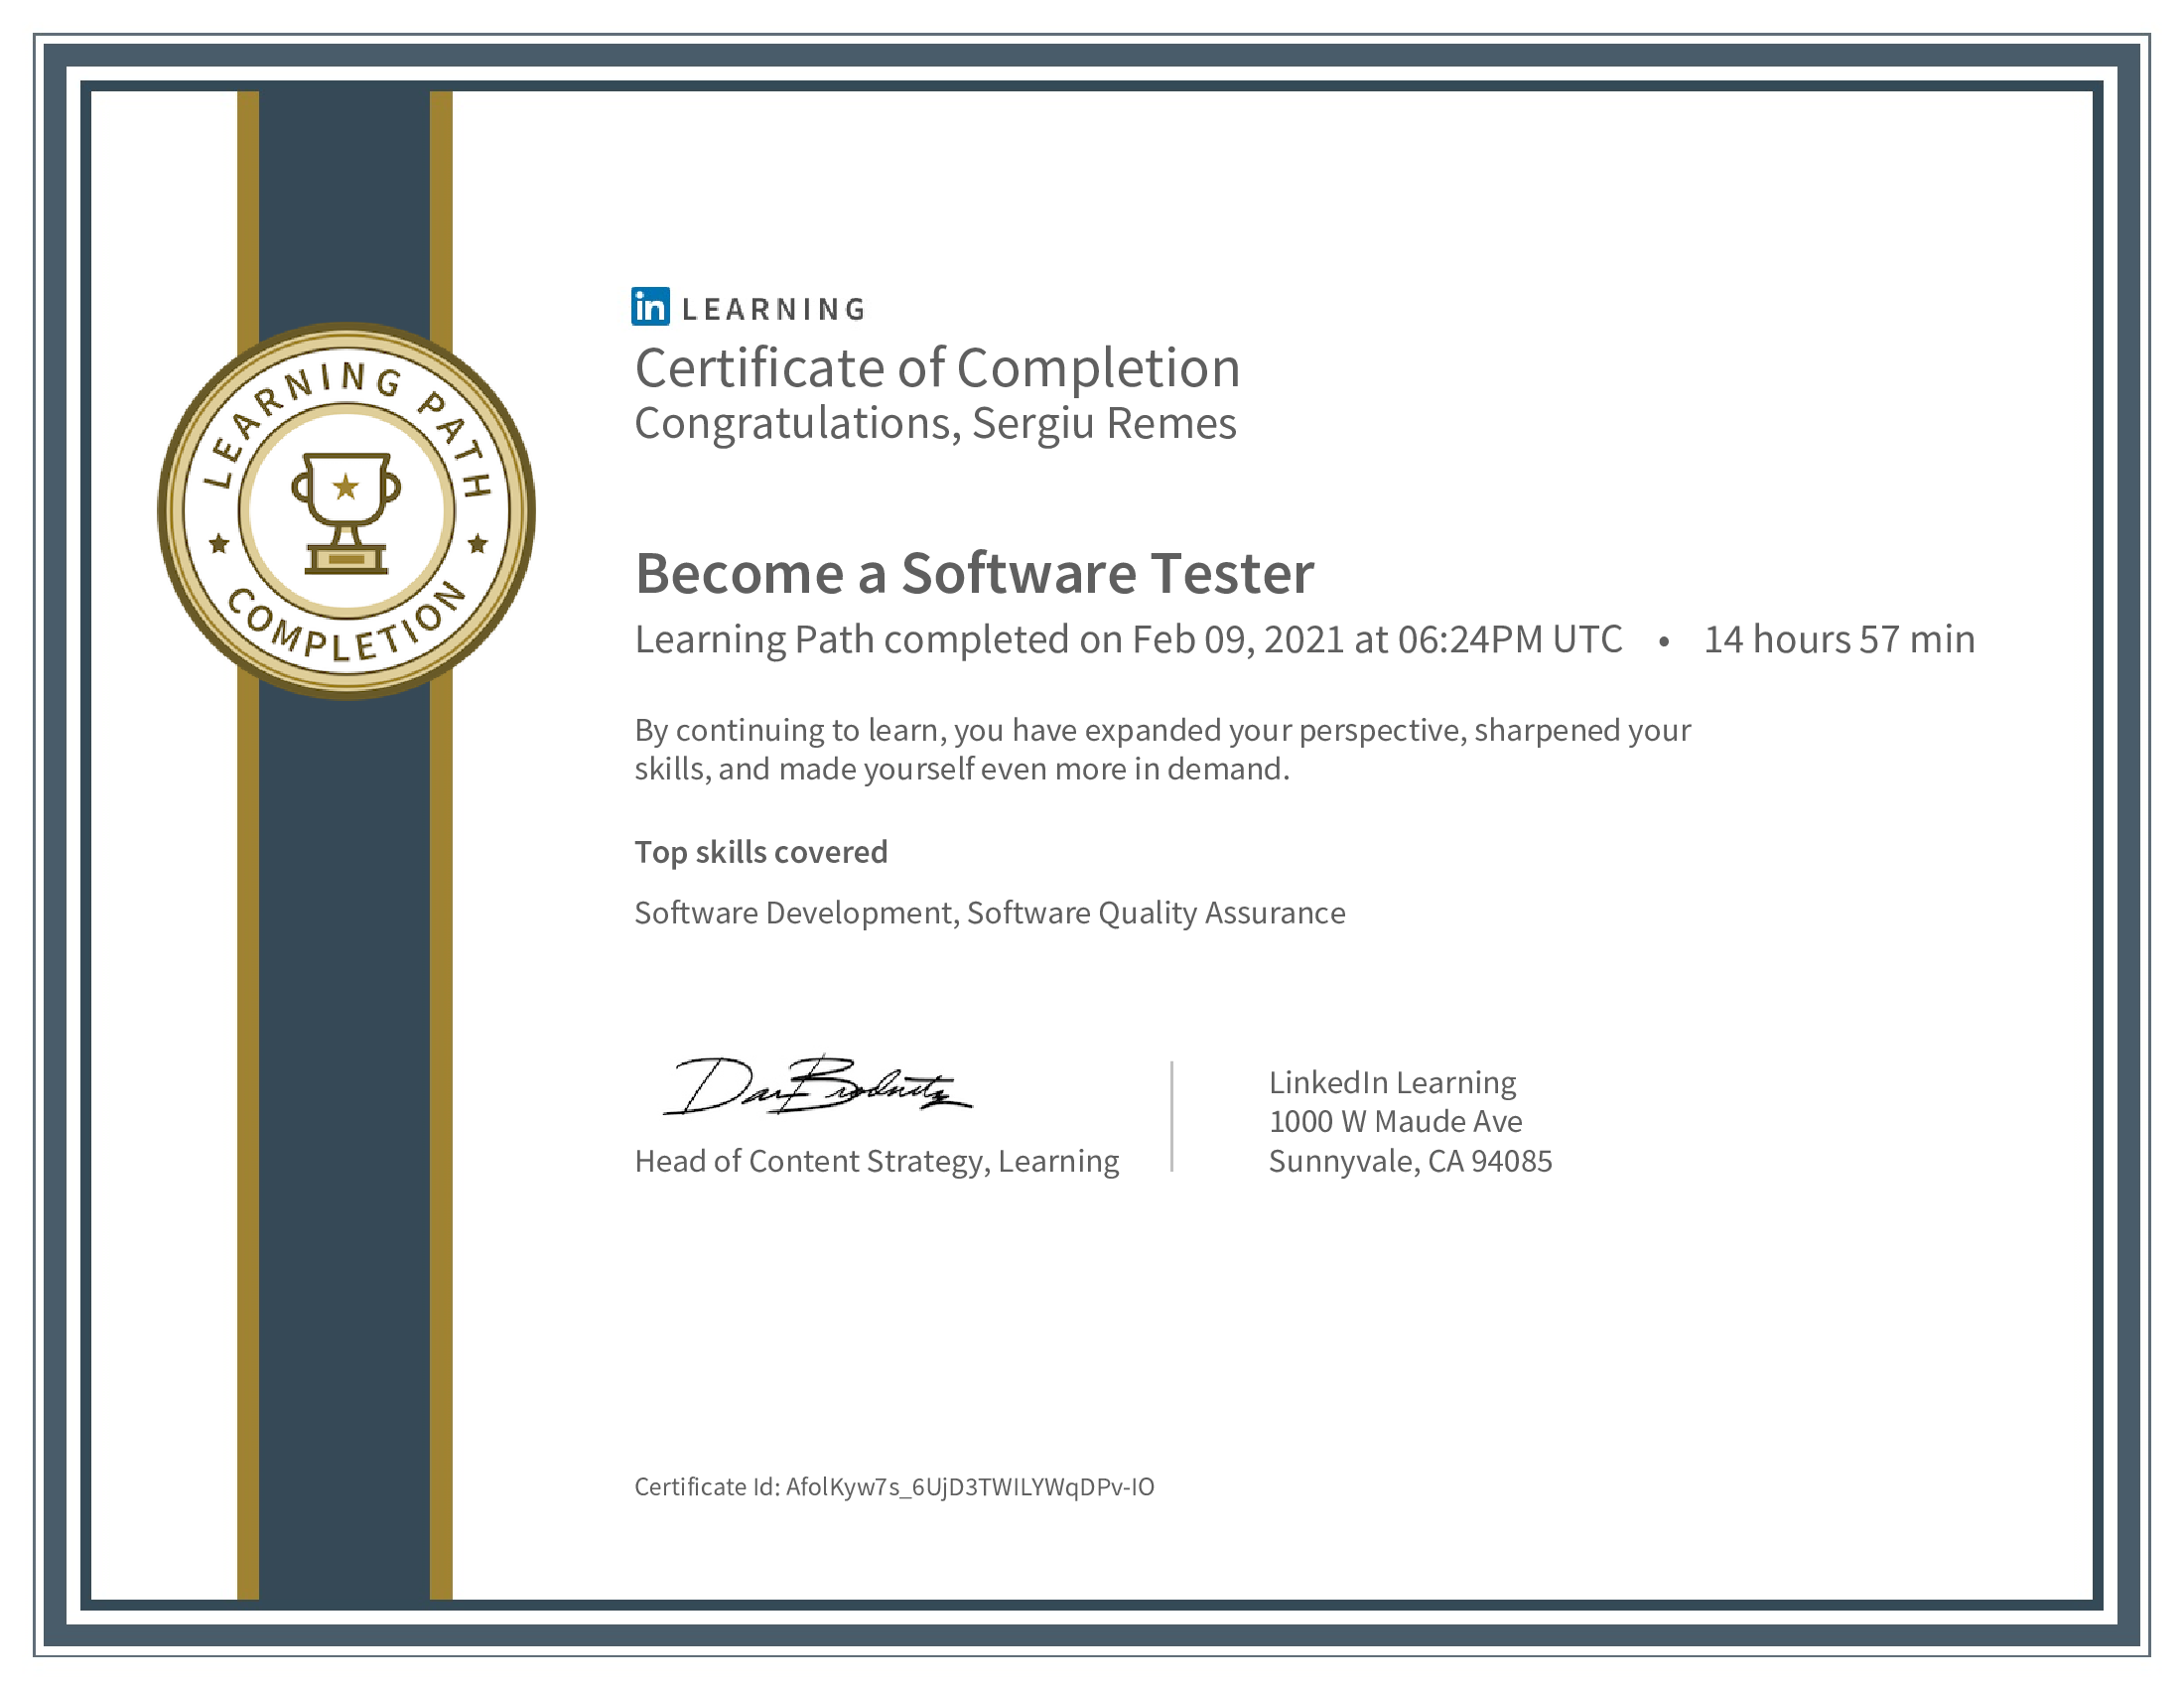 LEARNING PATH
COMPLETION
in LEARNING
Certificate of Completion
Congratulations, Sergiu Remes
Become a Software Tester
Learning Path completed on Feb 09, 2021 at 06:24PM UTC • 14 hours 57 min
By continuing to learn, you have expanded your perspective, sharpened your
skills, and made yourself even more in demand.
Top skills covered
Software Development, Software Quality Assurance
Head of Content Strategy, Learning
LinkedIn Learning
1000 W Maude Ave
Sunnyvale, CA 94085
Certificate Id: AfolKyw7s_6UjD3TWILYWqDPv-IO